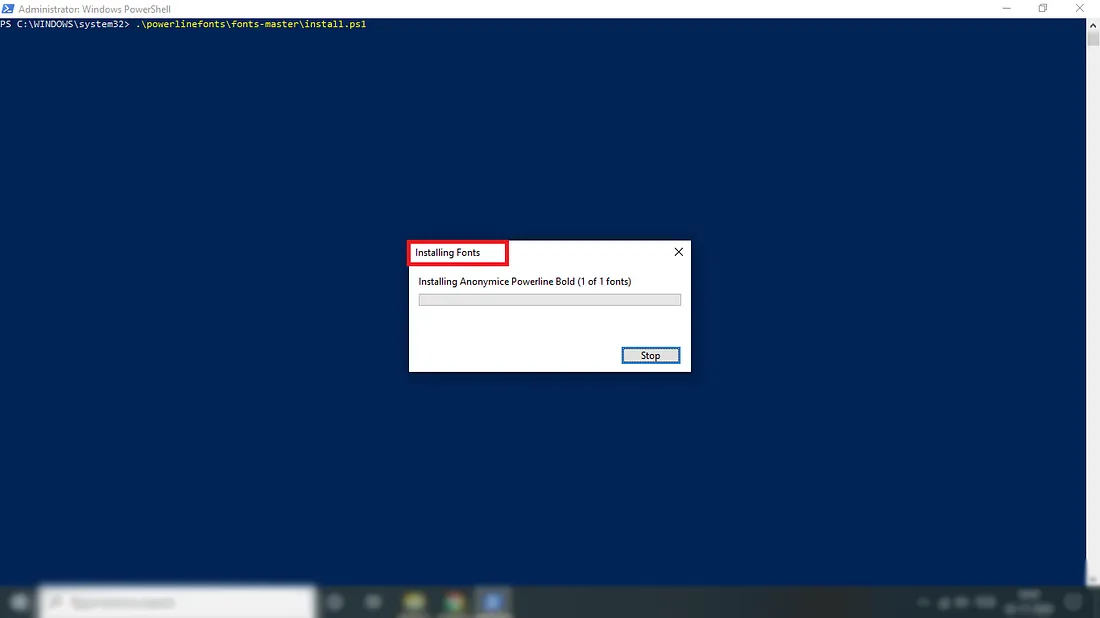 Administrator: Windows PowerShell
PS C:\WINDOWS\system32> .\powerlinefonts\fonts-master\install.ps1
Installing Fonts
Installing Anonymice Powerline Bold (1 of 1 fonts)
Stop